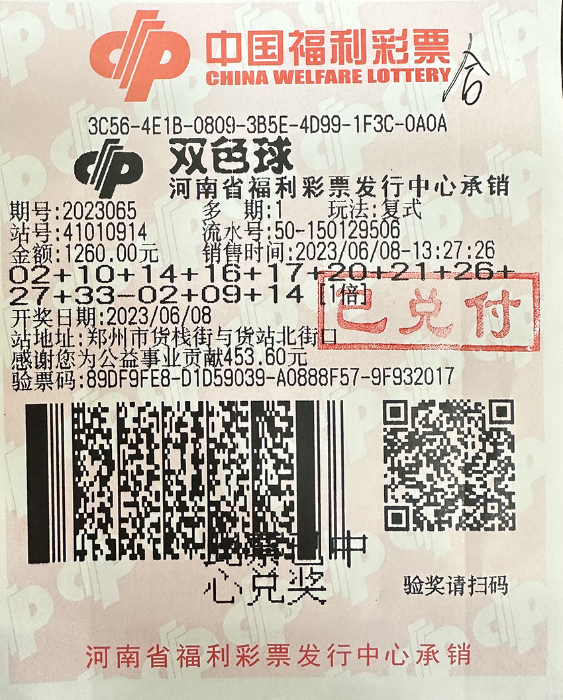 中国福利彩票
CHINA WELFARE LOTTERY
合
3C56-4E1B-0809-3B5E-4D99-1F3C-0A0A
双色球
河南省福利彩票发行中心承销
期号:2023065 多 期:1 玩法:复式
站号:41010914 流水号:50-150129506
金额:1260.00元 销售时间:2023/06/08-13:27:26
02+10+14+16+17+20+21+26+
27+33-02+09+14 [1倍]
已兑付
开奖日期:2023/06/08
站地址:郑州市货栈街与货站北街口
感谢您为公益事业贡献453.60元
验票码:89DF9FE8-D1D59039-A0888F57-9F932017
此票已中
心兑奖
验奖请扫码
河南省福利彩票发行中心承销